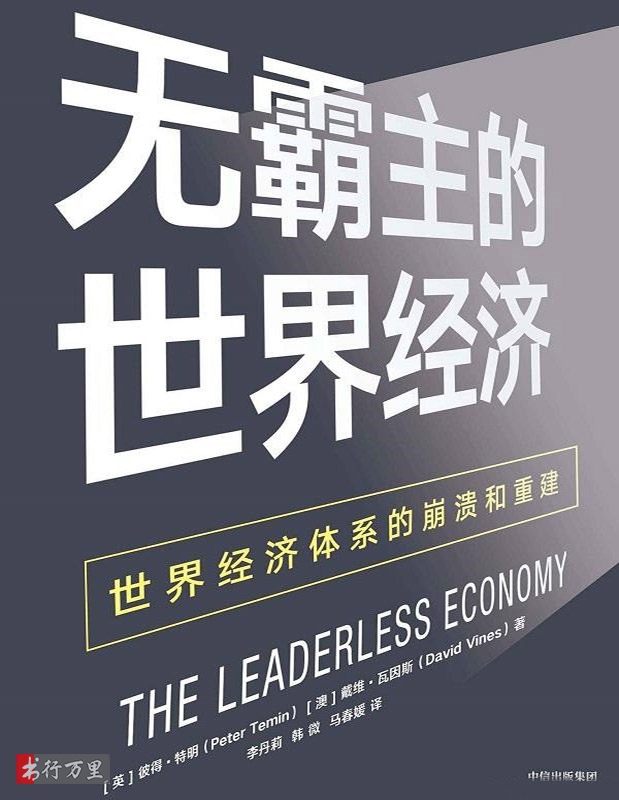 无霸主的
世界经济
世界经济体系的崩溃和重建
THE LEADERLESS ECONOMY
[英] 彼得·特明 (Peter Temin) [澳] 戴维·瓦因斯 (David Vines) 著
李丹莉 韩微 马春媛 译
书行万里
中信出版集团